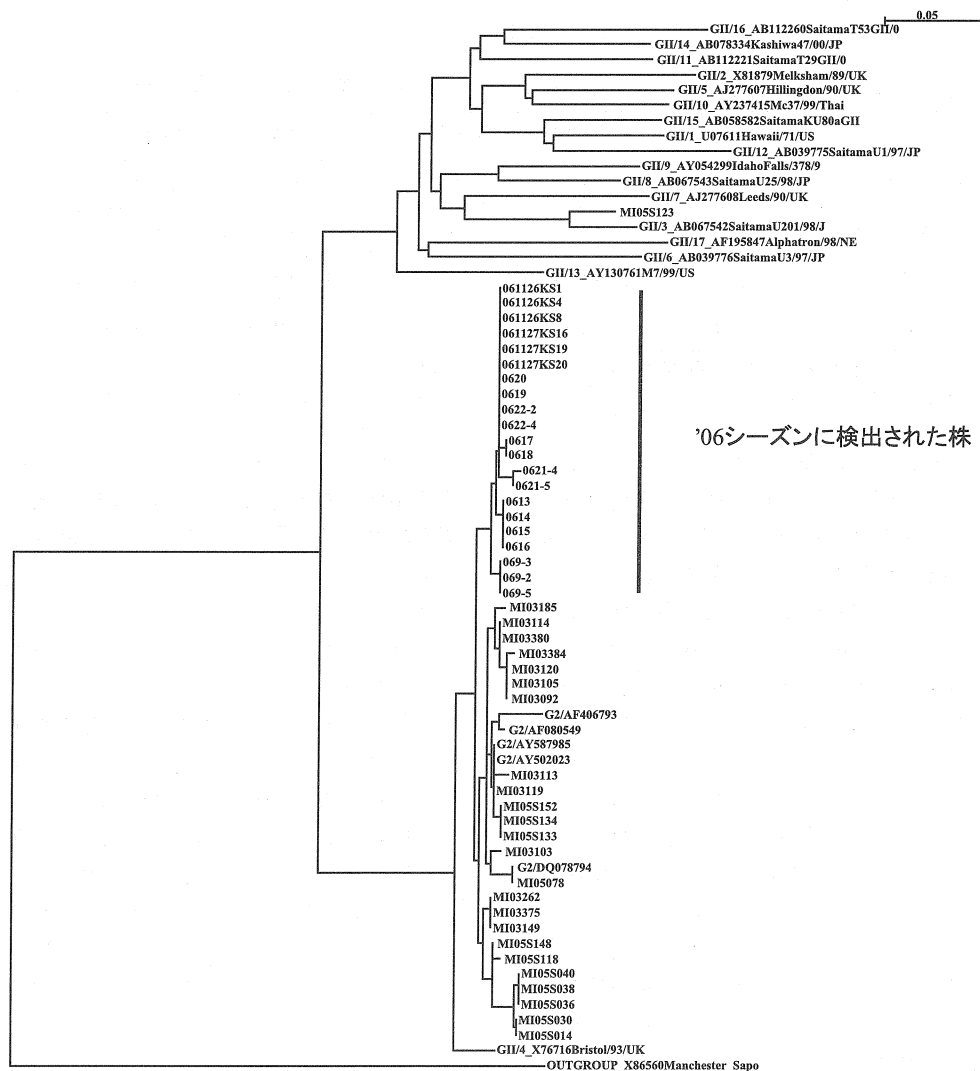 0.05
GII/16_AB112260SaitamaT53GII/0
GII/14_AB078334Kashiwa47/00/JP
GII/11_AB112221SaitamaT29GII/0
GII/2_X81879Melksham/89/UK
GII/5_AJ277607Hillingdon/90/UK
GII/10_AY237415Mc37/99/Thai
GII/15_AB058582SaitamaKU80aGII
GII/1_U07611Hawaii/71/US
GII/12_AB039775SaitamaU1/97/JP
GII/9_AY054299IdahoFalls/378/9
GII/8_AB067543SaitamaU25/98/JP
GII/7_AJ277608Leeds/90/UK
MI05S123
GII/3_AB067542SaitamaU201/98/J
GII/17_AF195847Alphatron/98/NE
GII/6_AB039776SaitamaU3/97/JP
GII/13_AY130761M7/99/US
061126KS1
061126KS4
061126KS8
061127KS16
061127KS19
061127KS20
0620
0619
0622-2
0622-4
0617
0618
0621-4
0621-5
0613
0614
0615
0616
069-3
069-2
069-5
'06シーズンに検出された株
MI03185
MI03114
MI03380
MI03384
MI03120
MI03105
MI03092
G2/AF406793
G2/AF080549
G2/AY587985
G2/AY502023
MI03113
MI03119
MI05S152
MI05S134
MI05S133
MI03103
G2/DQ078794
MI05078
MI03262
MI03375
MI03149
MI05S148
MI05S118
MI05S040
MI05S038
MI05S036
MI05S030
MI05S014
GII/4_X76716Bristol/93/UK
OUTGROUP_X86560Manchester_Sapo